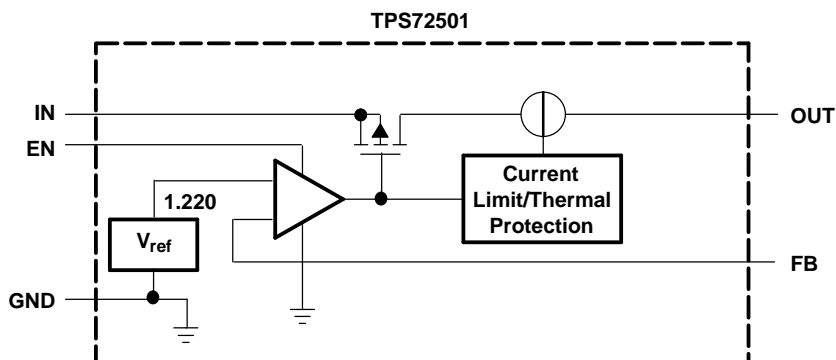 TPS72501
IN
OUT
EN
Current
Limit/Thermal
Protection
1.220
Vref
FB
GND